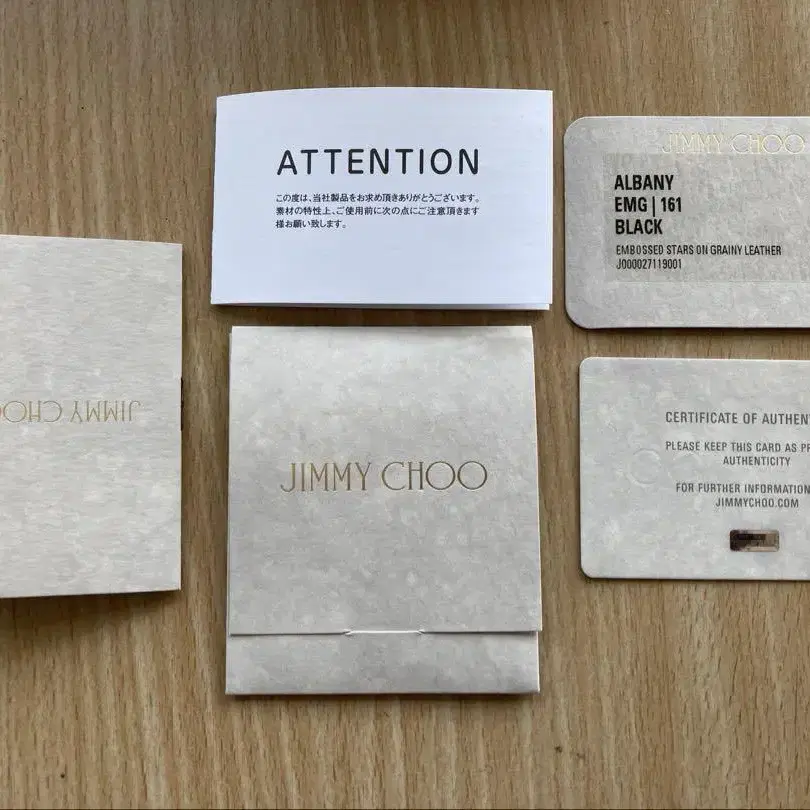 ATTENTION
この度は、当社製品をお求め頂きありがとうございます。
素材の特性上、ご使用前に次の点にご注意頂きます
様お願い致します。
JIMMY CHOO
ALBANY
EMG | 161
BLACK
EMBOSSED STARS ON GRAINY LEATHER
J000027119001
JIMMY CHOO
JIMMY CHOO
CERTIFICATE OF AUTHEN
PLEASE KEEP THIS CARD AS PR
AUTHENTICITY
FOR FURTHER INFORMATION
JIMMYCHOO.COM